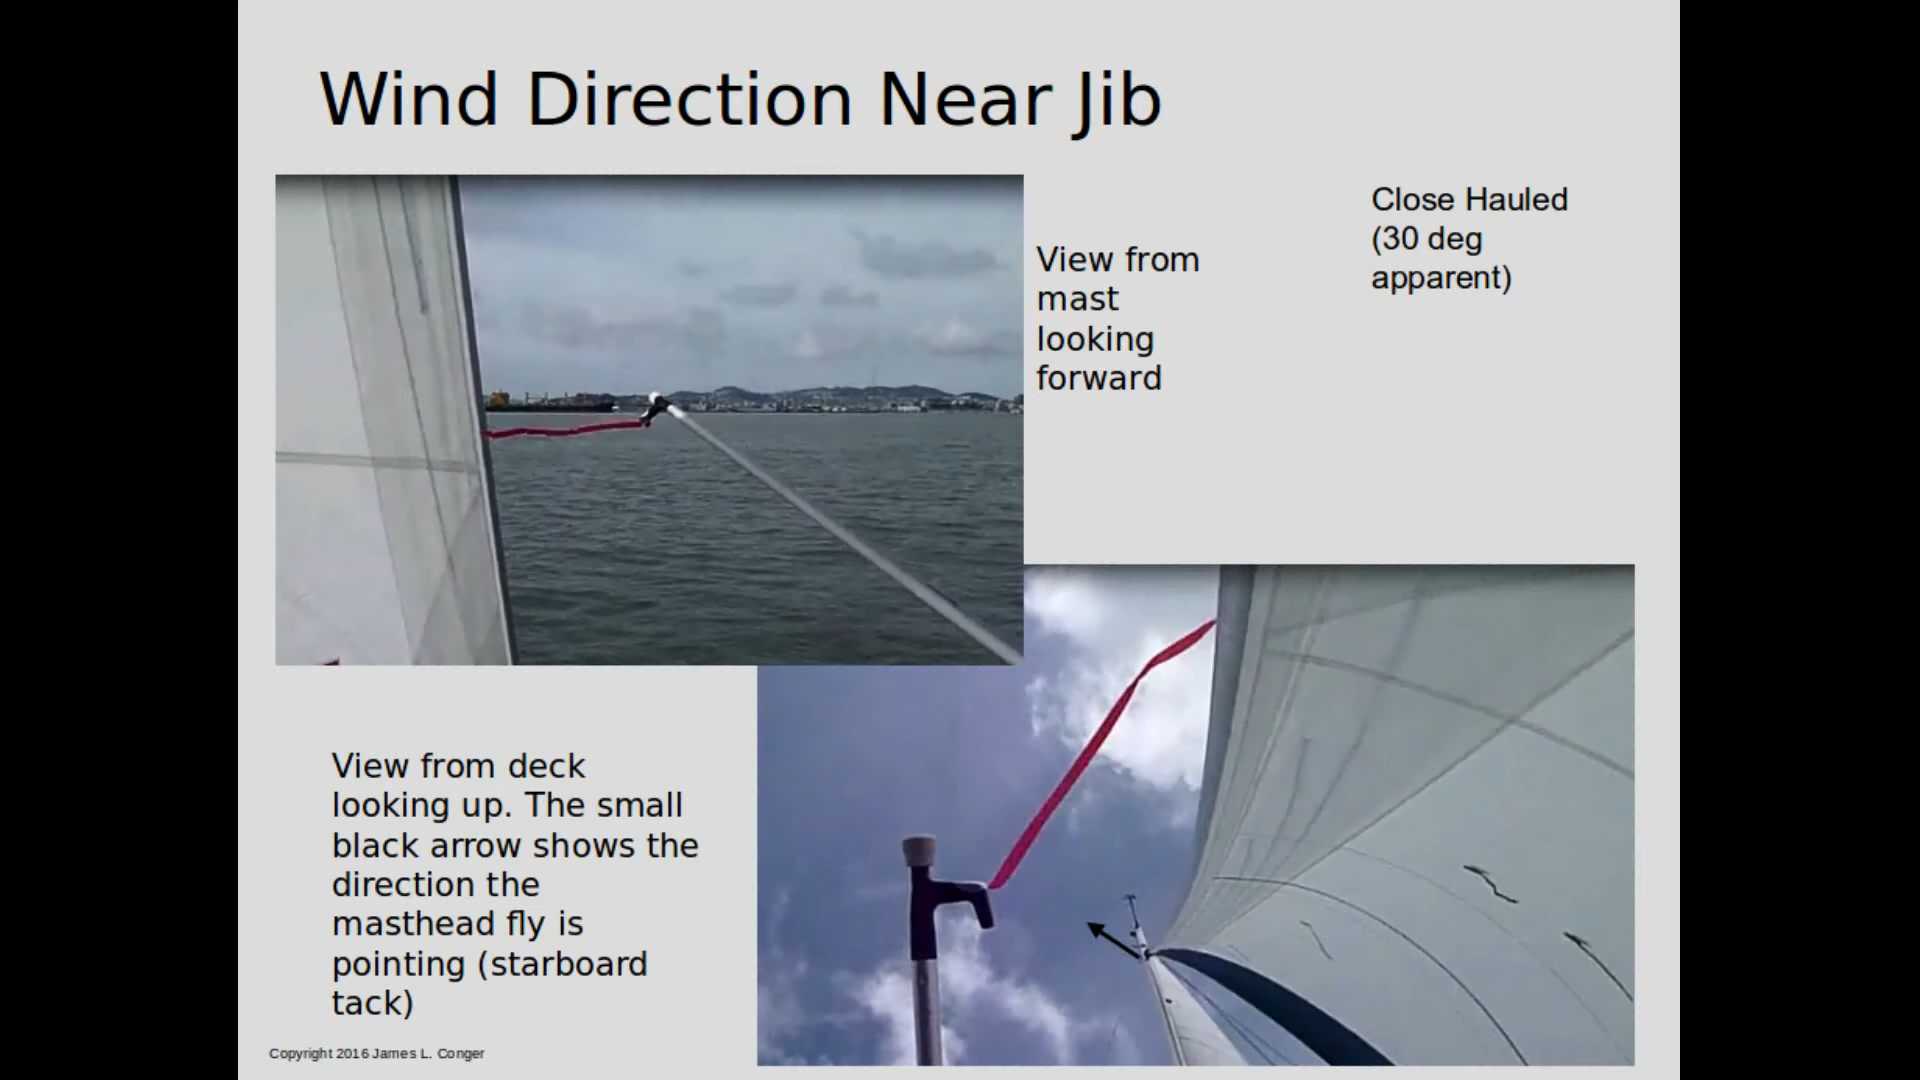 Wind Direction Near Jib
Close Hauled
(30 deg
apparent)
View from
mast
looking
forward
View from deck
looking up. The small
black arrow shows the
direction the
masthead fly is
pointing (starboard
tack)
Copyright 2016 James L. Conger